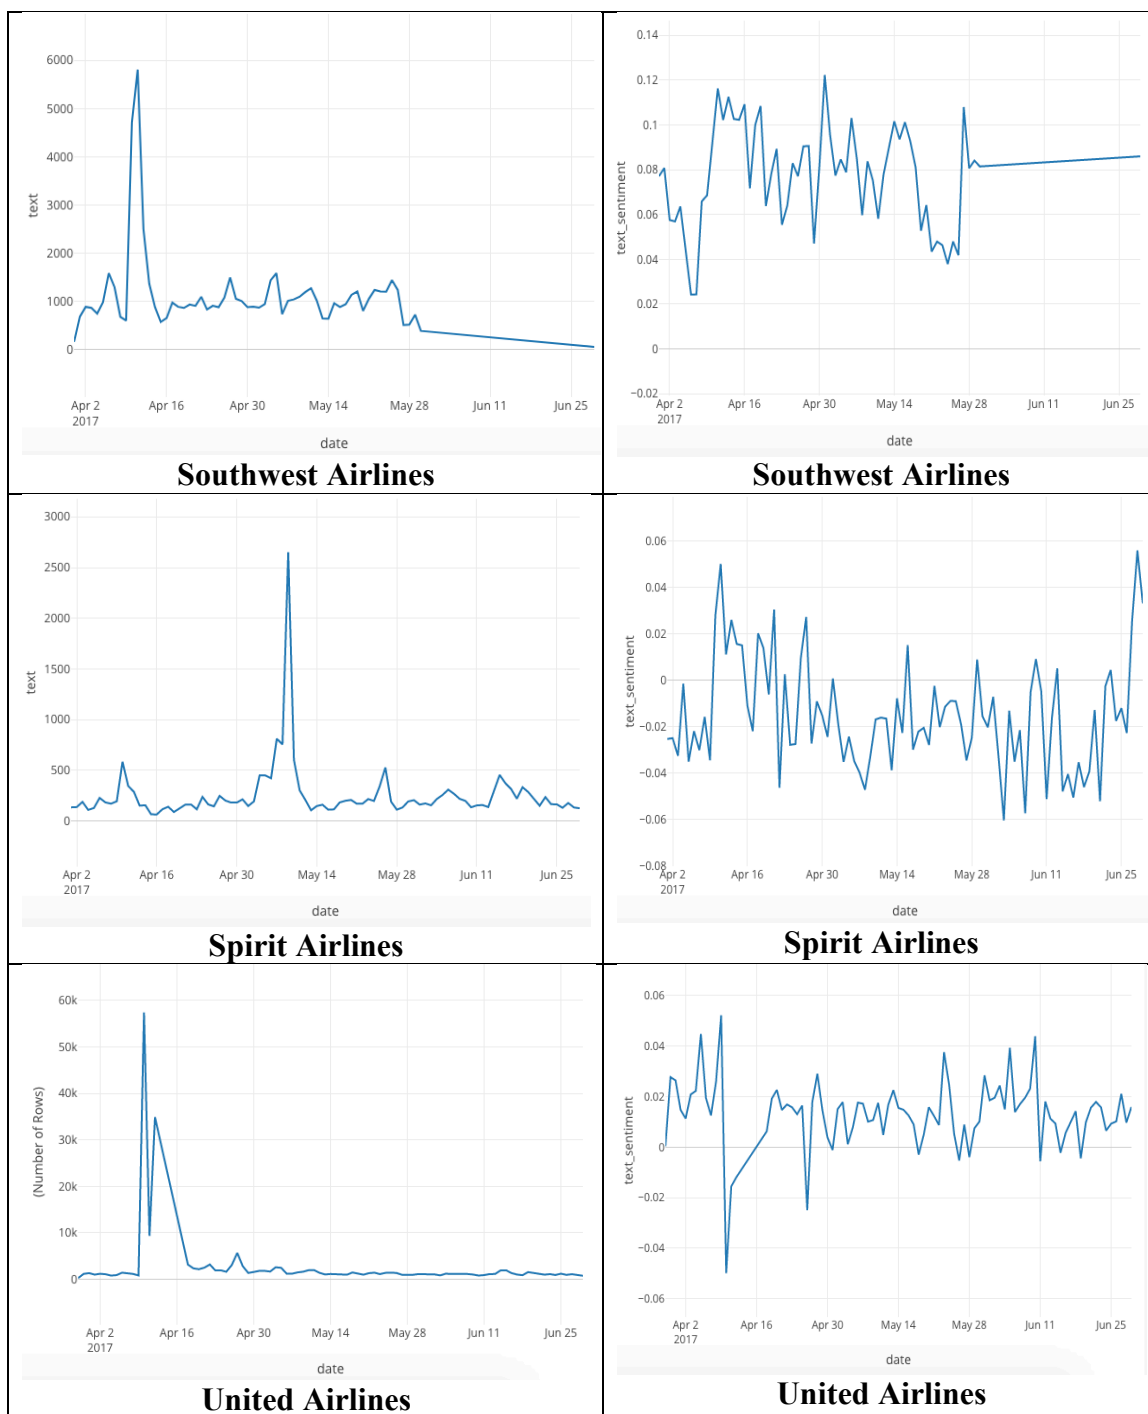 6000
5000
4000
3000
2000
1000
0
text
Apr 2 Apr 16 Apr 30 May 14 May 28 Jun 11 Jun 25
2017
date
Southwest Airlines
0.14
0.12
0.1
0.08
0.06
0.04
0.02
0
−0.02
text_sentiment
Apr 2 Apr 16 Apr 30 May 14 May 28 Jun 11 Jun 25
2017
date
Southwest Airlines
3000
2500
2000
1500
1000
500
0
text
Apr 2 Apr 16 Apr 30 May 14 May 28 Jun 11 Jun 25
2017
date
Spirit Airlines
0.06
0.04
0.02
0
−0.02
−0.04
−0.06
−0.08
text_sentiment
Apr 2 Apr 16 Apr 30 May 14 May 28 Jun 11 Jun 25
2017
date
Spirit Airlines
60k
50k
40k
30k
20k
10k
0
(Number of Rows)
Apr 2 Apr 16 Apr 30 May 14 May 28 Jun 11 Jun 25
2017
date
United Airlines
0.06
0.04
0.02
0
−0.02
−0.04
−0.06
text_sentiment
Apr 2 Apr 16 Apr 30 May 14 May 28 Jun 11 Jun 25
2017
date
United Airlines